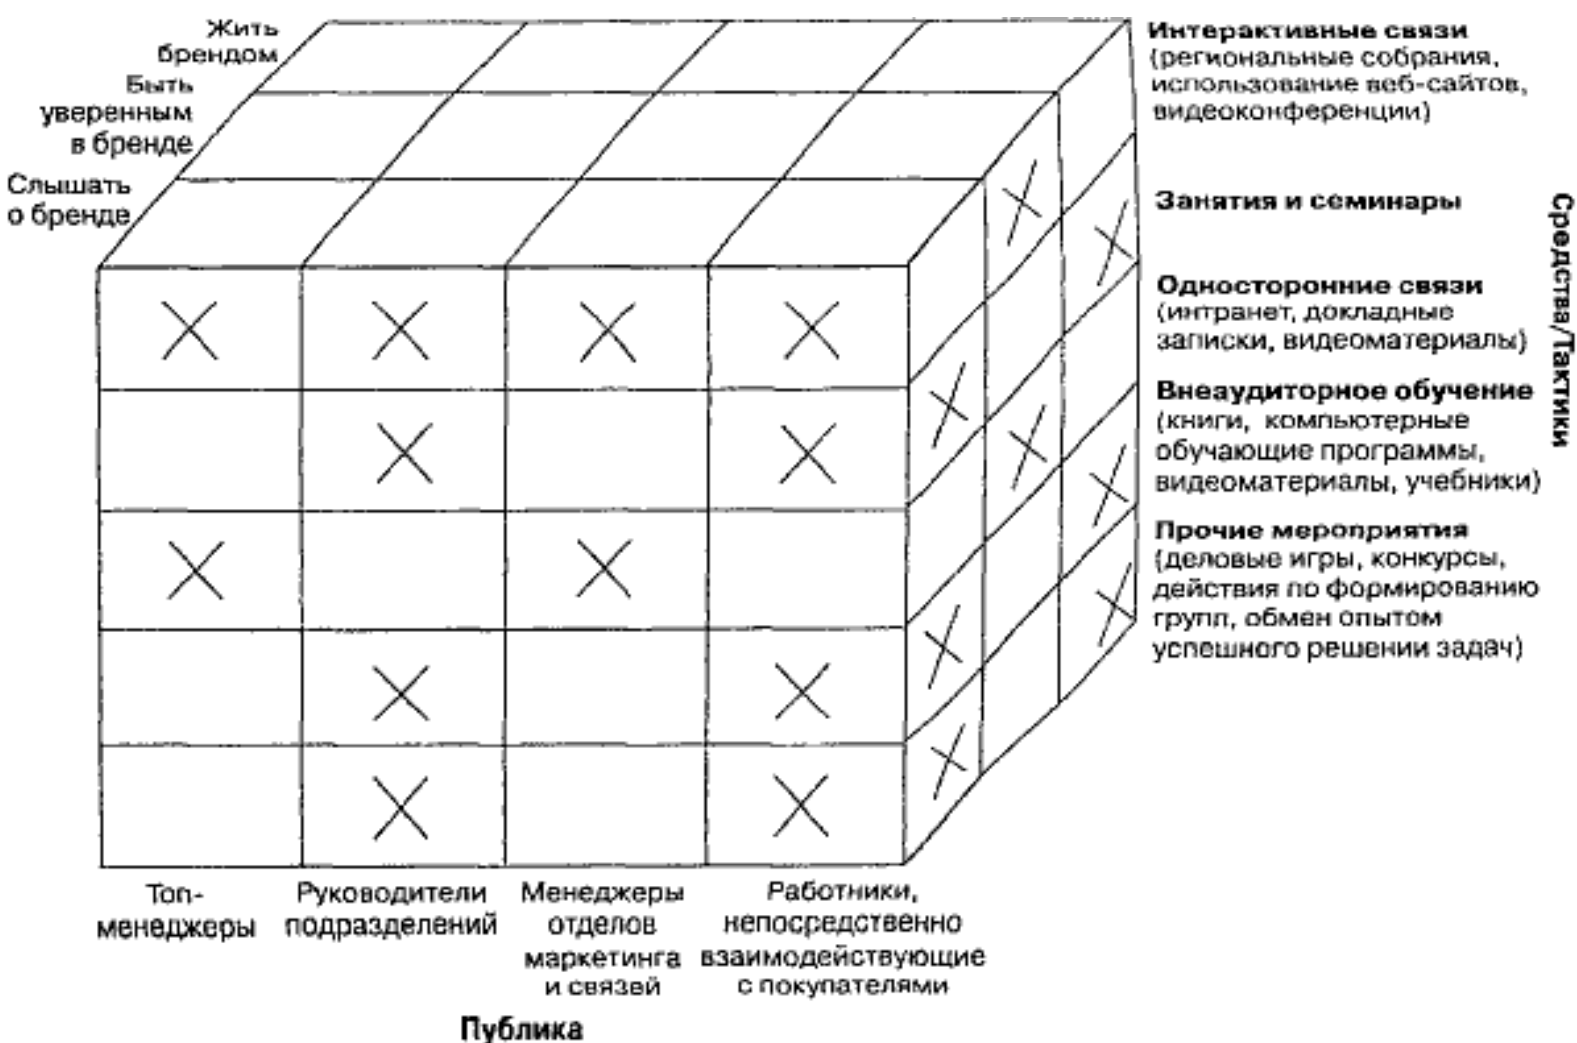 Жить
брендом
Быть
уверенным
в бренде
Слышать
о бренде
Интерактивные связи
(региональные собрания,
использование веб-сайтов,
видеоконференции)
Занятия и семинары
Односторонние связи
(интранет, докладные
записки, видеоматериалы)
Внеаудиторное обучение
(книги, компьютерные
обучающие программы,
видеоматериалы, учебники)
Прочие мероприятия
(деловые игры, конкурсы,
действия по формированию
групп, обмен опытом
успешного решении задач)
Средства/Тактики
Топ-
менеджеры
Руководители
подразделений
Менеджеры
отделов
маркетинга
и связей
Работники,
непосредственно
взаимодействующие
с покупателями
Публика